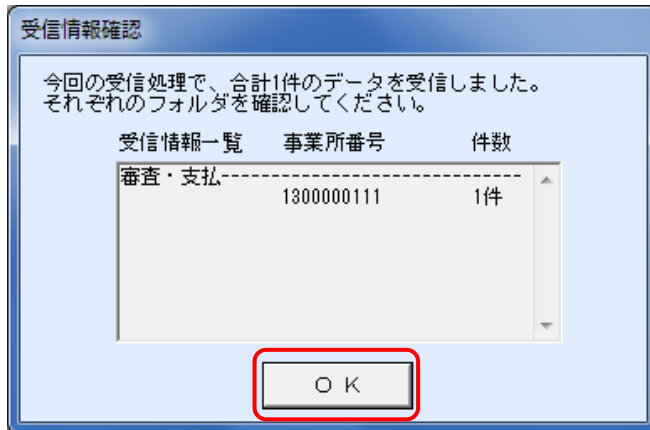 受信情報確認
今回の受信処理で、合計1件のデータを受信しました。
それぞれのフォルダを確認してください。
受信情報一覧 事業所番号 件数
審査・支払------------------------------
1300000111 1件
ＯＫ